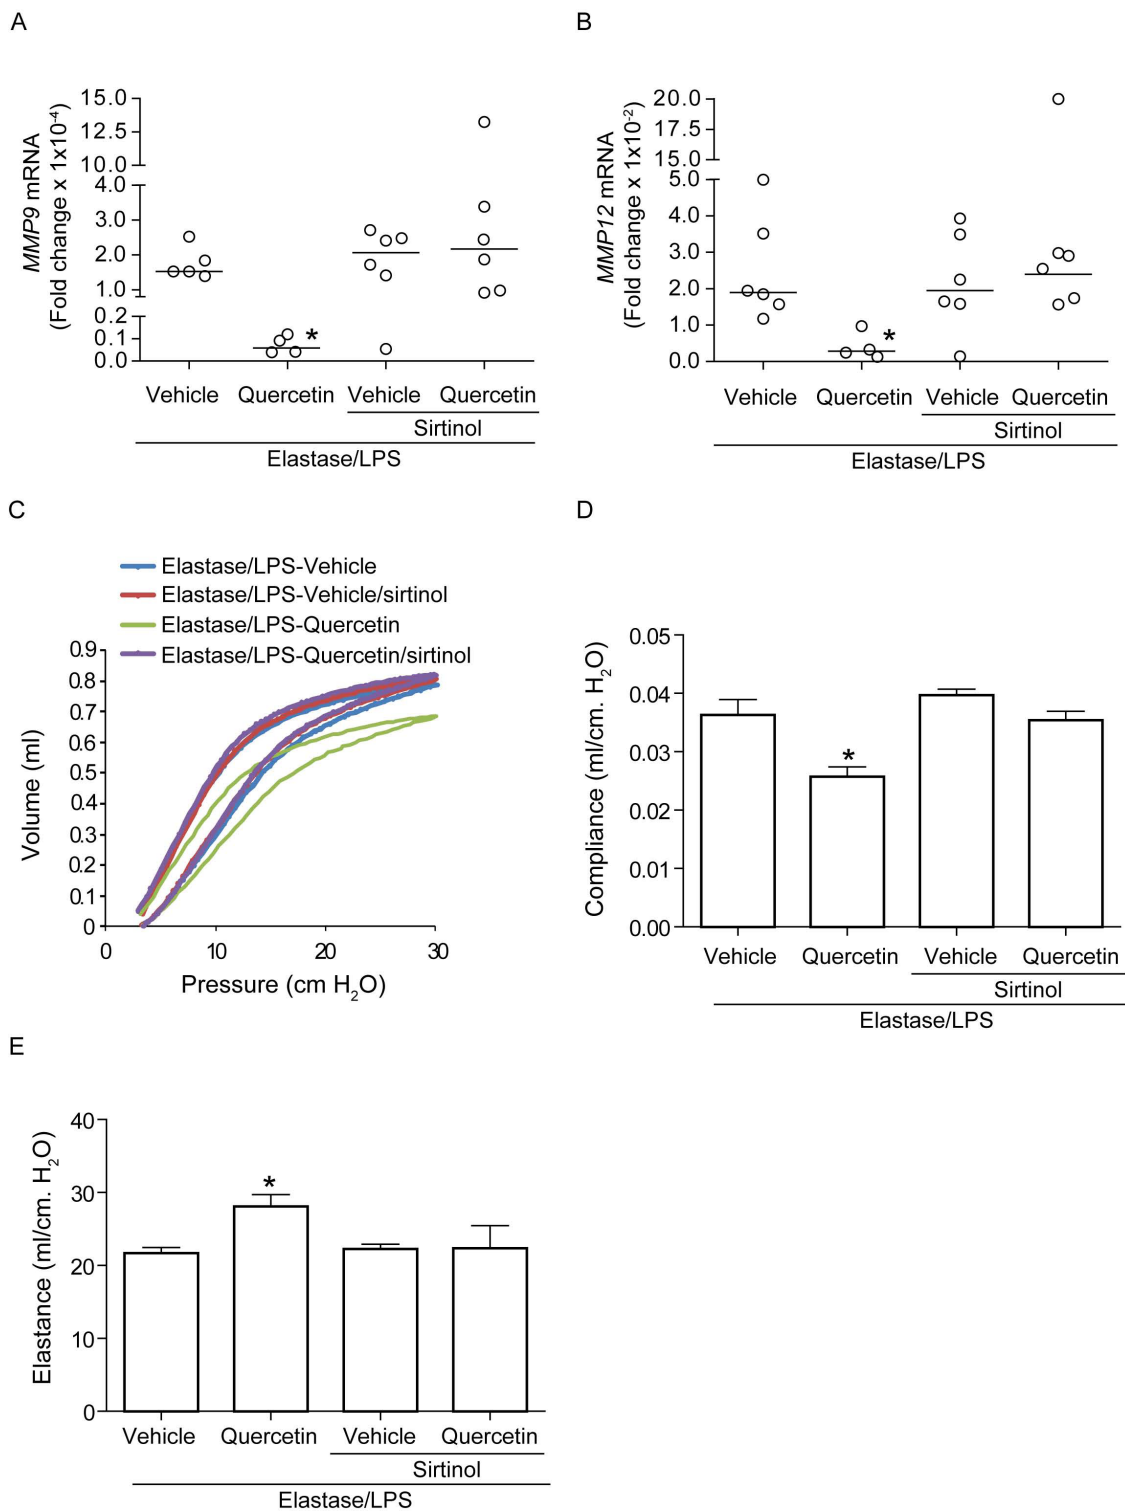 A
MMP9 mRNA
(Fold change x 1x10⁻⁴)
15.0
12.5
10.0
4.0
3.0
2.0
1.0
0.2
0.1
0.0
*
Vehicle Quercetin Vehicle Quercetin
Sirtinol
Elastase/LPS
B
MMP12 mRNA
(Fold change x 1x10⁻²)
20.0
17.5
15.0
5.0
4.0
3.0
2.0
1.0
0.0
*
Vehicle Quercetin Vehicle Quercetin
Sirtinol
Elastase/LPS
C
Elastase/LPS-Vehicle
Elastase/LPS-Vehicle/sirtinol
Elastase/LPS-Quercetin
Elastase/LPS-Quercetin/sirtinol
Volume (ml)
0.9
0.8
0.7
0.6
0.5
0.4
0.3
0.2
0.1
0
0 10 20 30
Pressure (cm H₂O)
D
Compliance (ml/cm. H₂O)
0.05
0.04
0.03
0.02
0.01
0.00
*
Vehicle Quercetin Vehicle Quercetin
Sirtinol
Elastase/LPS
E
Elastance (ml/cm. H₂O)
40
30
20
10
0
*
Vehicle Quercetin Vehicle Quercetin
Sirtinol
Elastase/LPS